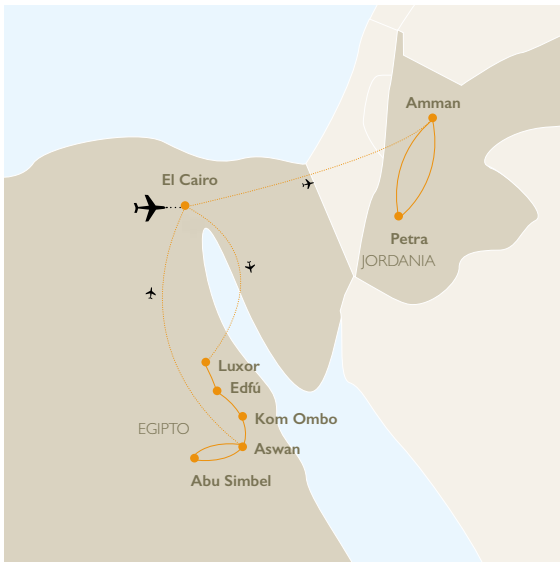 Amman
El Cairo
Petra
JORDANIA
Luxor
Edfú
Kom Ombo
EGIPTO
Aswan
Abu Simbel